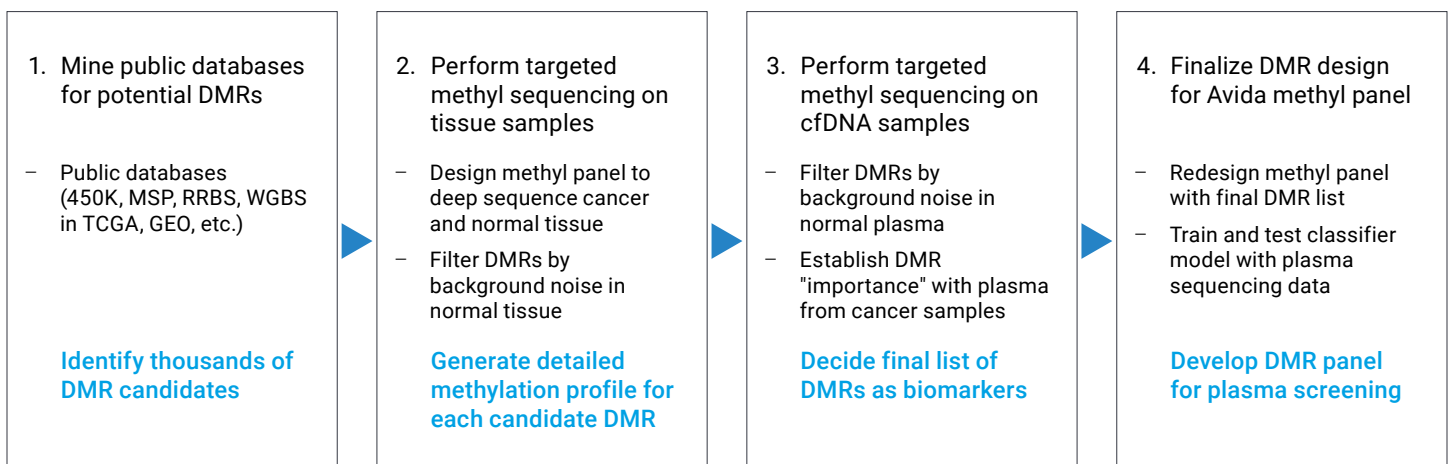 1. Mine public databases
for potential DMRs
– Public databases
(450K, MSP, RRBS, WGBS
in TCGA, GEO, etc.)
Identify thousands of
DMR candidates
2. Perform targeted
methyl sequencing on
tissue samples
– Design methyl panel to
deep sequence cancer
and normal tissue
– Filter DMRs by
background noise in
normal tissue
Generate detailed
methylation profile for
each candidate DMR
3. Perform targeted
methyl sequencing on
cfDNA samples
– Filter DMRs by
background noise in
normal plasma
– Establish DMR
"importance" with plasma
from cancer samples
Decide final list of
DMRs as biomarkers
4. Finalize DMR design
for Avida methyl panel
– Redesign methyl panel
with final DMR list
– Train and test classifier
model with plasma
sequencing data
Develop DMR panel
for plasma screening